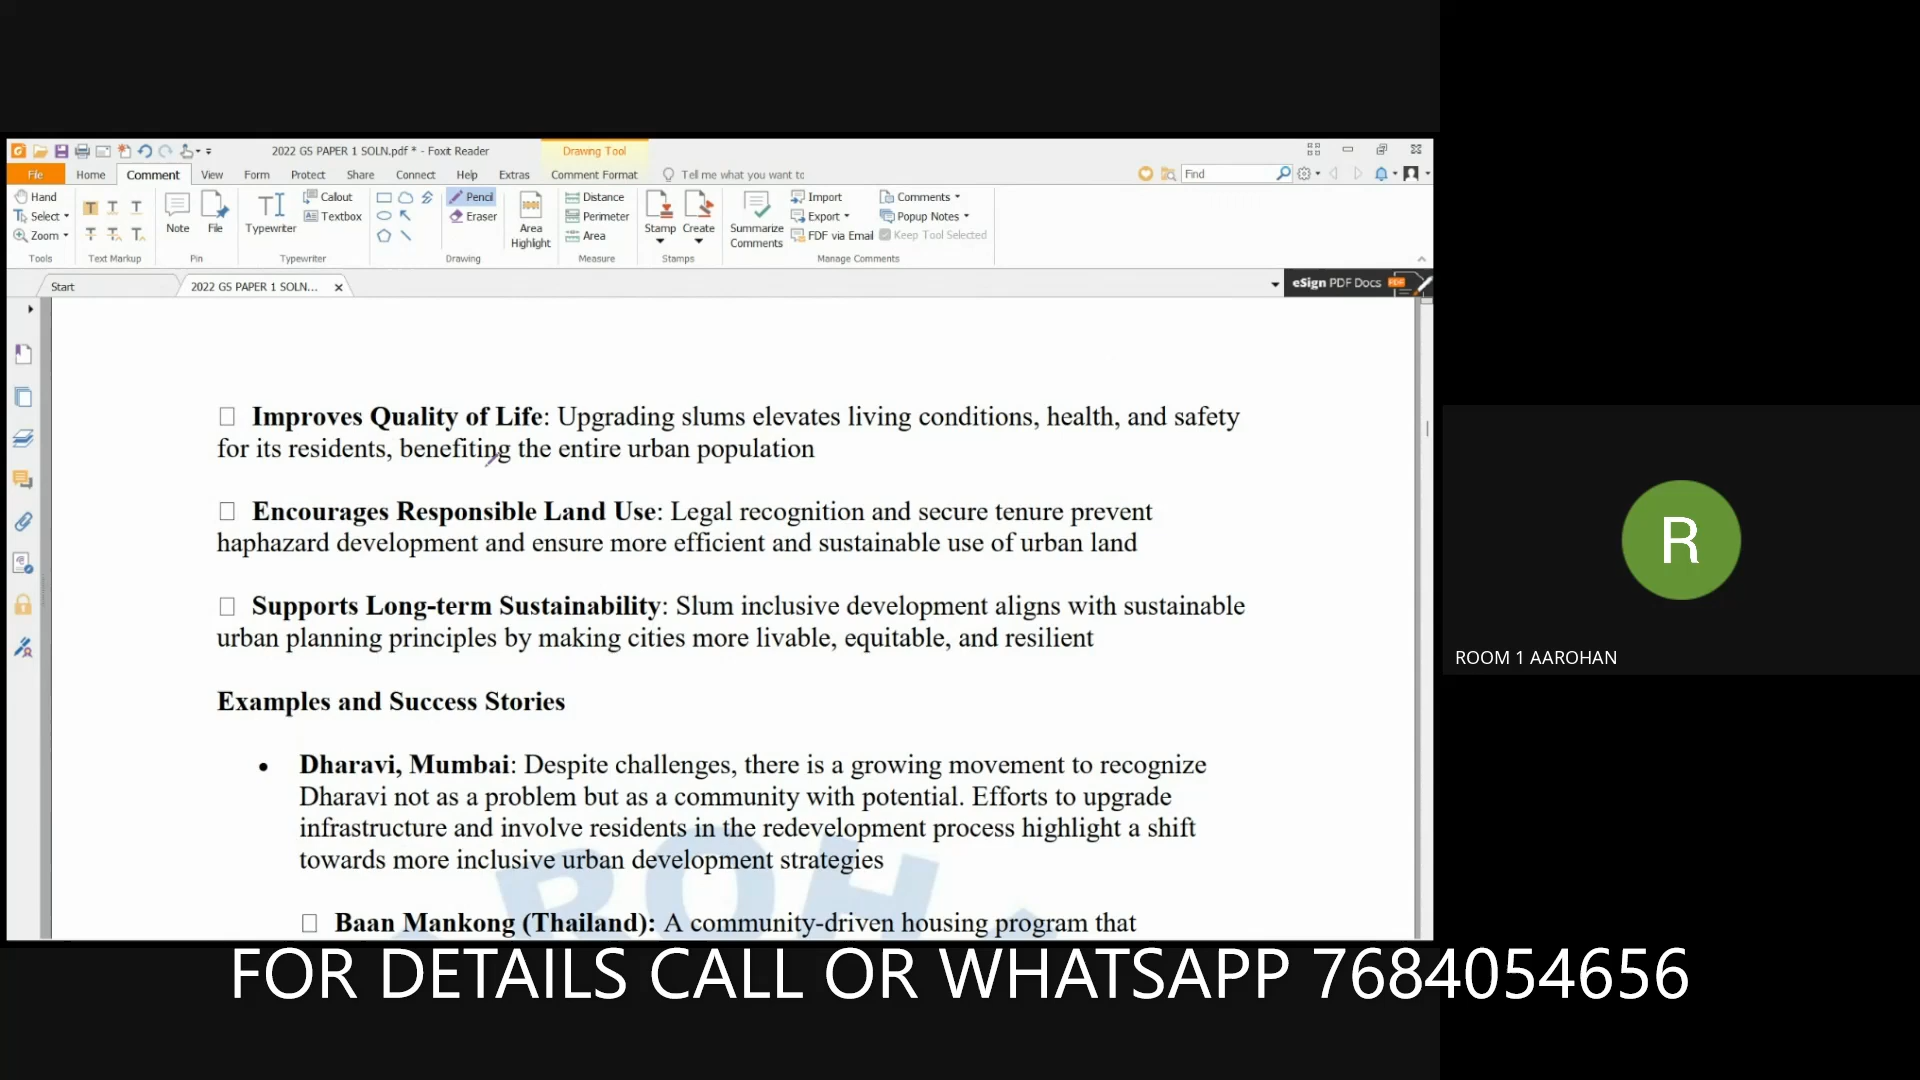 2022 GS PAPER 1 SOLN.pdf * - Foxit Reader
Drawing Tool
File Home Comment View Form Protect Share Connect Help Extras Comment Format Tell me what you want to Find
Hand
Select
Zoom
Tools
Text Markup
Note
File
Pin
Typewriter
Callout
Textbox
Typewriter
Pencil
Eraser
Drawing
Area
Highlight
Distance
Perimeter
Area
Measure
Stamp
Create
Stamps
Summarize
Comments
Import
Export
FDF via Email
Comments
Popup Notes
Keep Tool Selected
Manage Comments
Start
2022 GS PAPER 1 SOLN...
eSign PDF Docs
Improves Quality of Life: Upgrading slums elevates living conditions, health, and safety
for its residents, benefiting the entire urban population
Encourages Responsible Land Use: Legal recognition and secure tenure prevent
haphazard development and ensure more efficient and sustainable use of urban land
Supports Long-term Sustainability: Slum inclusive development aligns with sustainable
urban planning principles by making cities more livable, equitable, and resilient
Examples and Success Stories
• Dharavi, Mumbai: Despite challenges, there is a growing movement to recognize
Dharavi not as a problem but as a community with potential. Efforts to upgrade
infrastructure and involve residents in the redevelopment process highlight a shift
towards more inclusive urban development strategies
Baan Mankong (Thailand): A community-driven housing program that
R
ROOM 1 AAROHAN
FOR DETAILS CALL OR WHATSAPP 7684054656